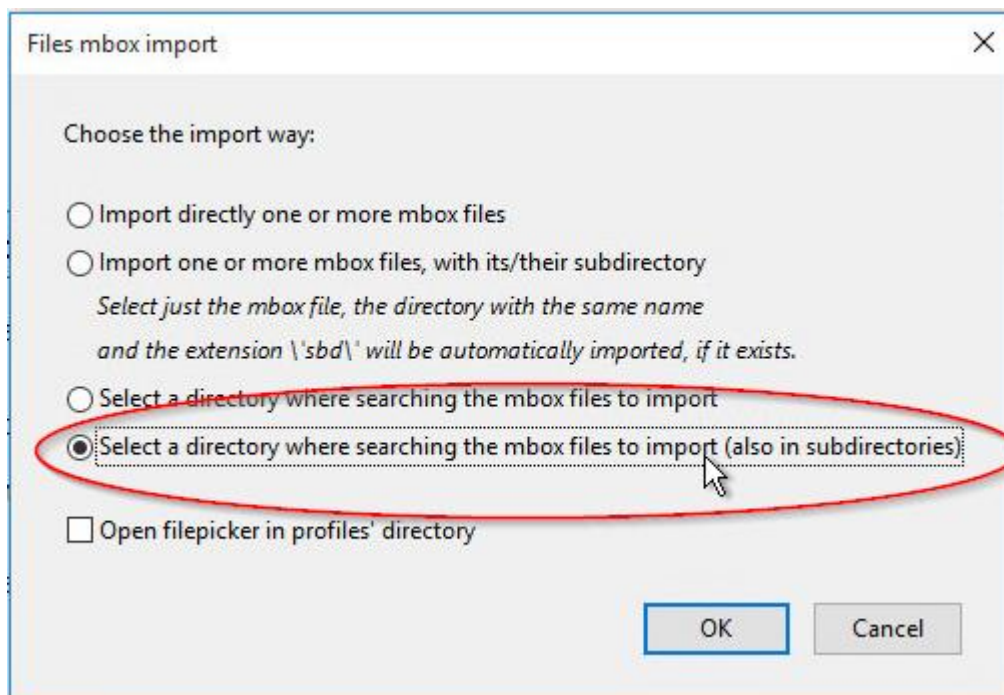 Files mbox import
Choose the import way:
Import directly one or more mbox files
Import one or more mbox files, with its/their subdirectory
Select just the mbox file, the directory with the same name
and the extension \'sbd\' will be automatically imported, if it exists.
Select a directory where searching the mbox files to import
Select a directory where searching the mbox files to import (also in subdirectories)
Open filepicker in profiles' directory
OK
Cancel